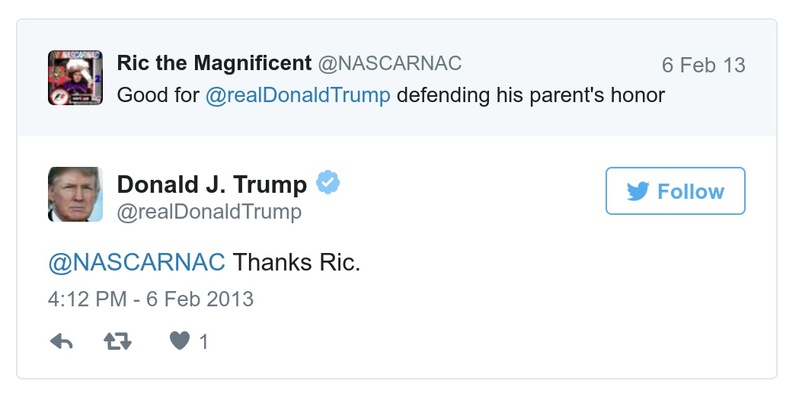 Ric the Magnificent @NASCARNAC 6 Feb 13
Good for @realDonaldTrump defending his parent's honor
Donald J. Trump
Follow
@realDonaldTrump
@NASCARNAC Thanks Ric.
4:12 PM - 6 Feb 2013
1